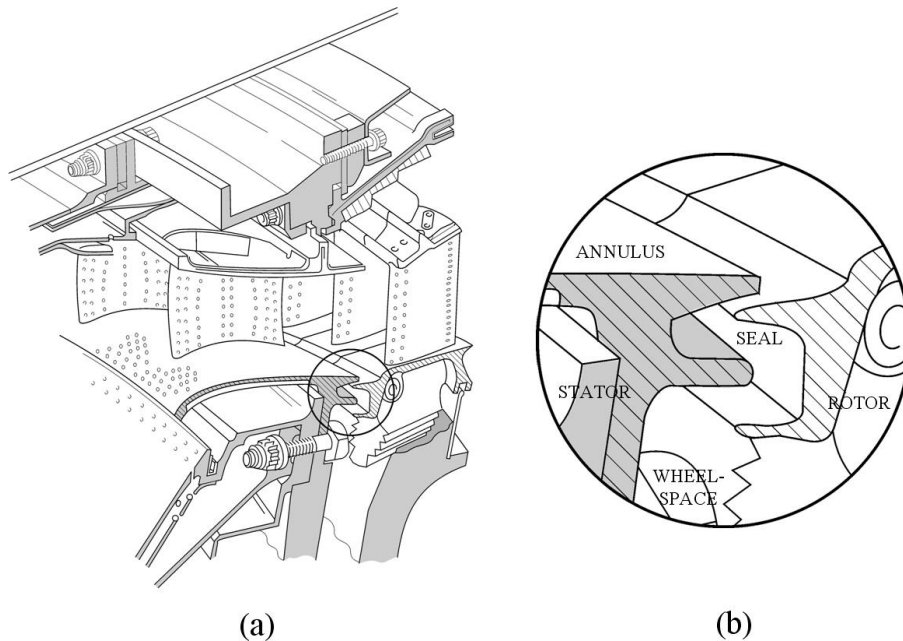 ANNULUS
SEAL
STATOR
ROTOR
WHEEL-
SPACE
(a)
(b)